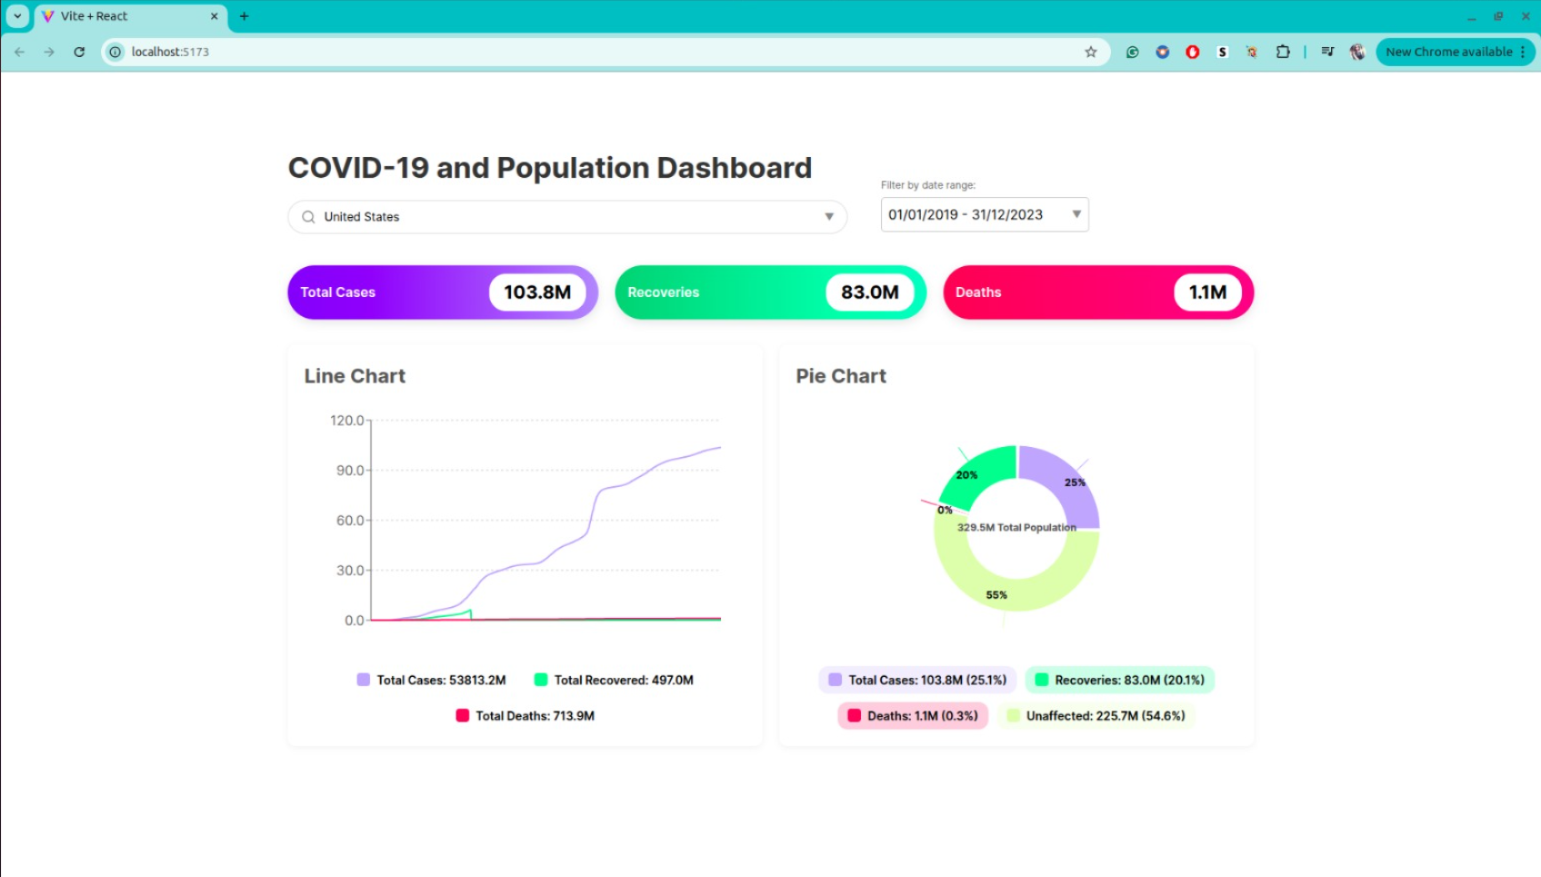 Vite + React
localhost:5173
S
New Chrome available
COVID-19 and Population Dashboard
Filter by date range:
United States
01/01/2019 - 31/12/2023
Total Cases 103.8M
Recoveries 83.0M
Deaths 1.1M
Line Chart
120.0
90.0
60.0
30.0
0.0
Total Cases: 53813.2M Total Recovered: 497.0M
Total Deaths: 713.9M
Pie Chart
20%
25%
0%
329.5M Total Population
55%
Total Cases: 103.8M (25.1%) Recoveries: 83.0M (20.1%)
Deaths: 1.1M (0.3%) Unaffected: 225.7M (54.6%)